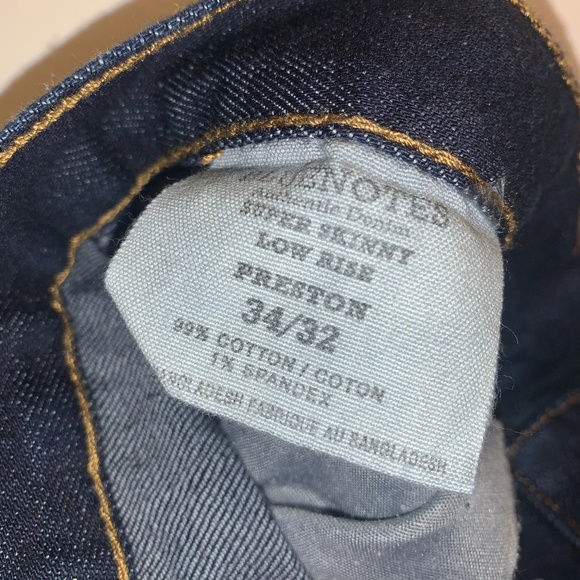 Authentic Denim
SUPER SKINNY
LOW RISE
PRESTON
34/32
99% COTTON / COTON
1% SPANDEX
FABRIQUE AU BANGLADESH